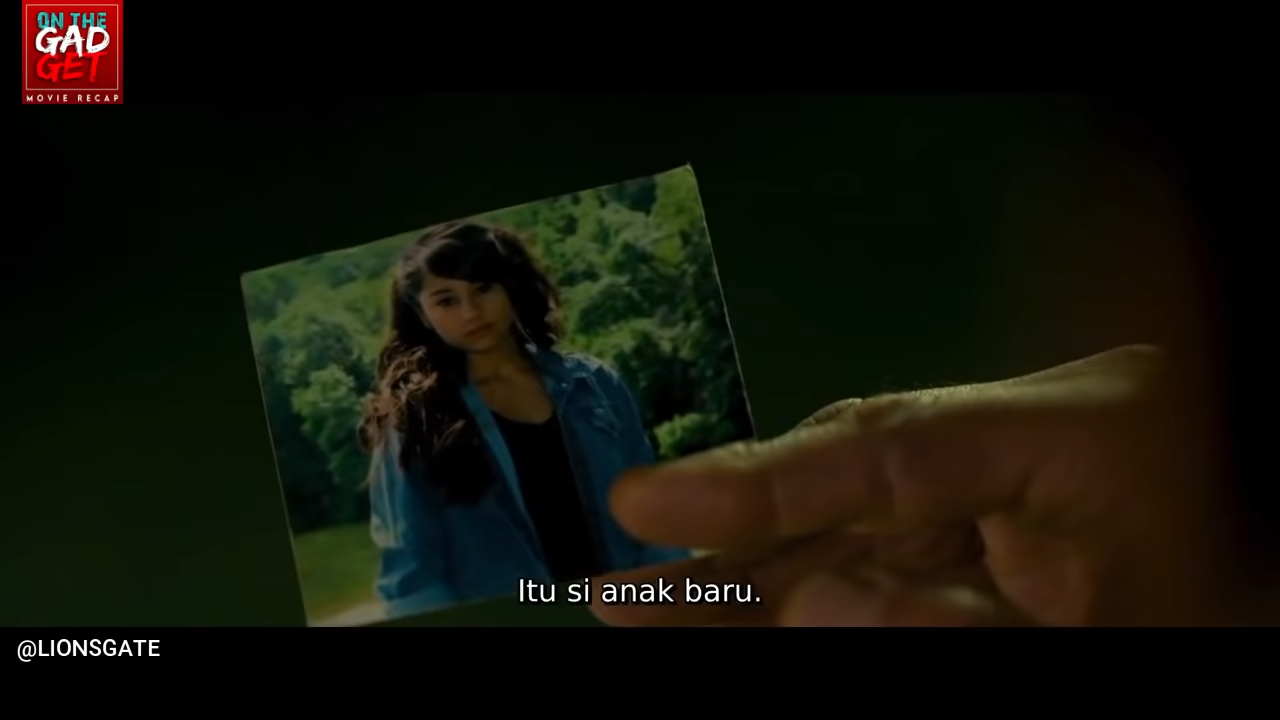 ON THE
GAD
GET
MOVIE RECAP
Itu si anak baru.
@LIONSGATE